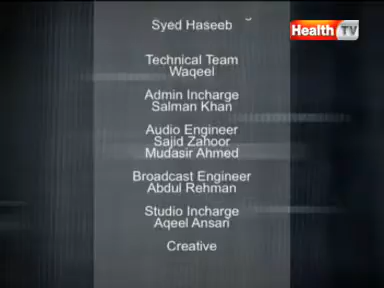 Syed Haseeb
Health TV
Technical Team
Waqeel
Admin Incharge
Salman Khan
Audio Engineer
Sajid Zahoor
Mudasir Ahmed
Broadcast Engineer
Abdul Rehman
Studio Incharge
Aqeel Ansari
Creative